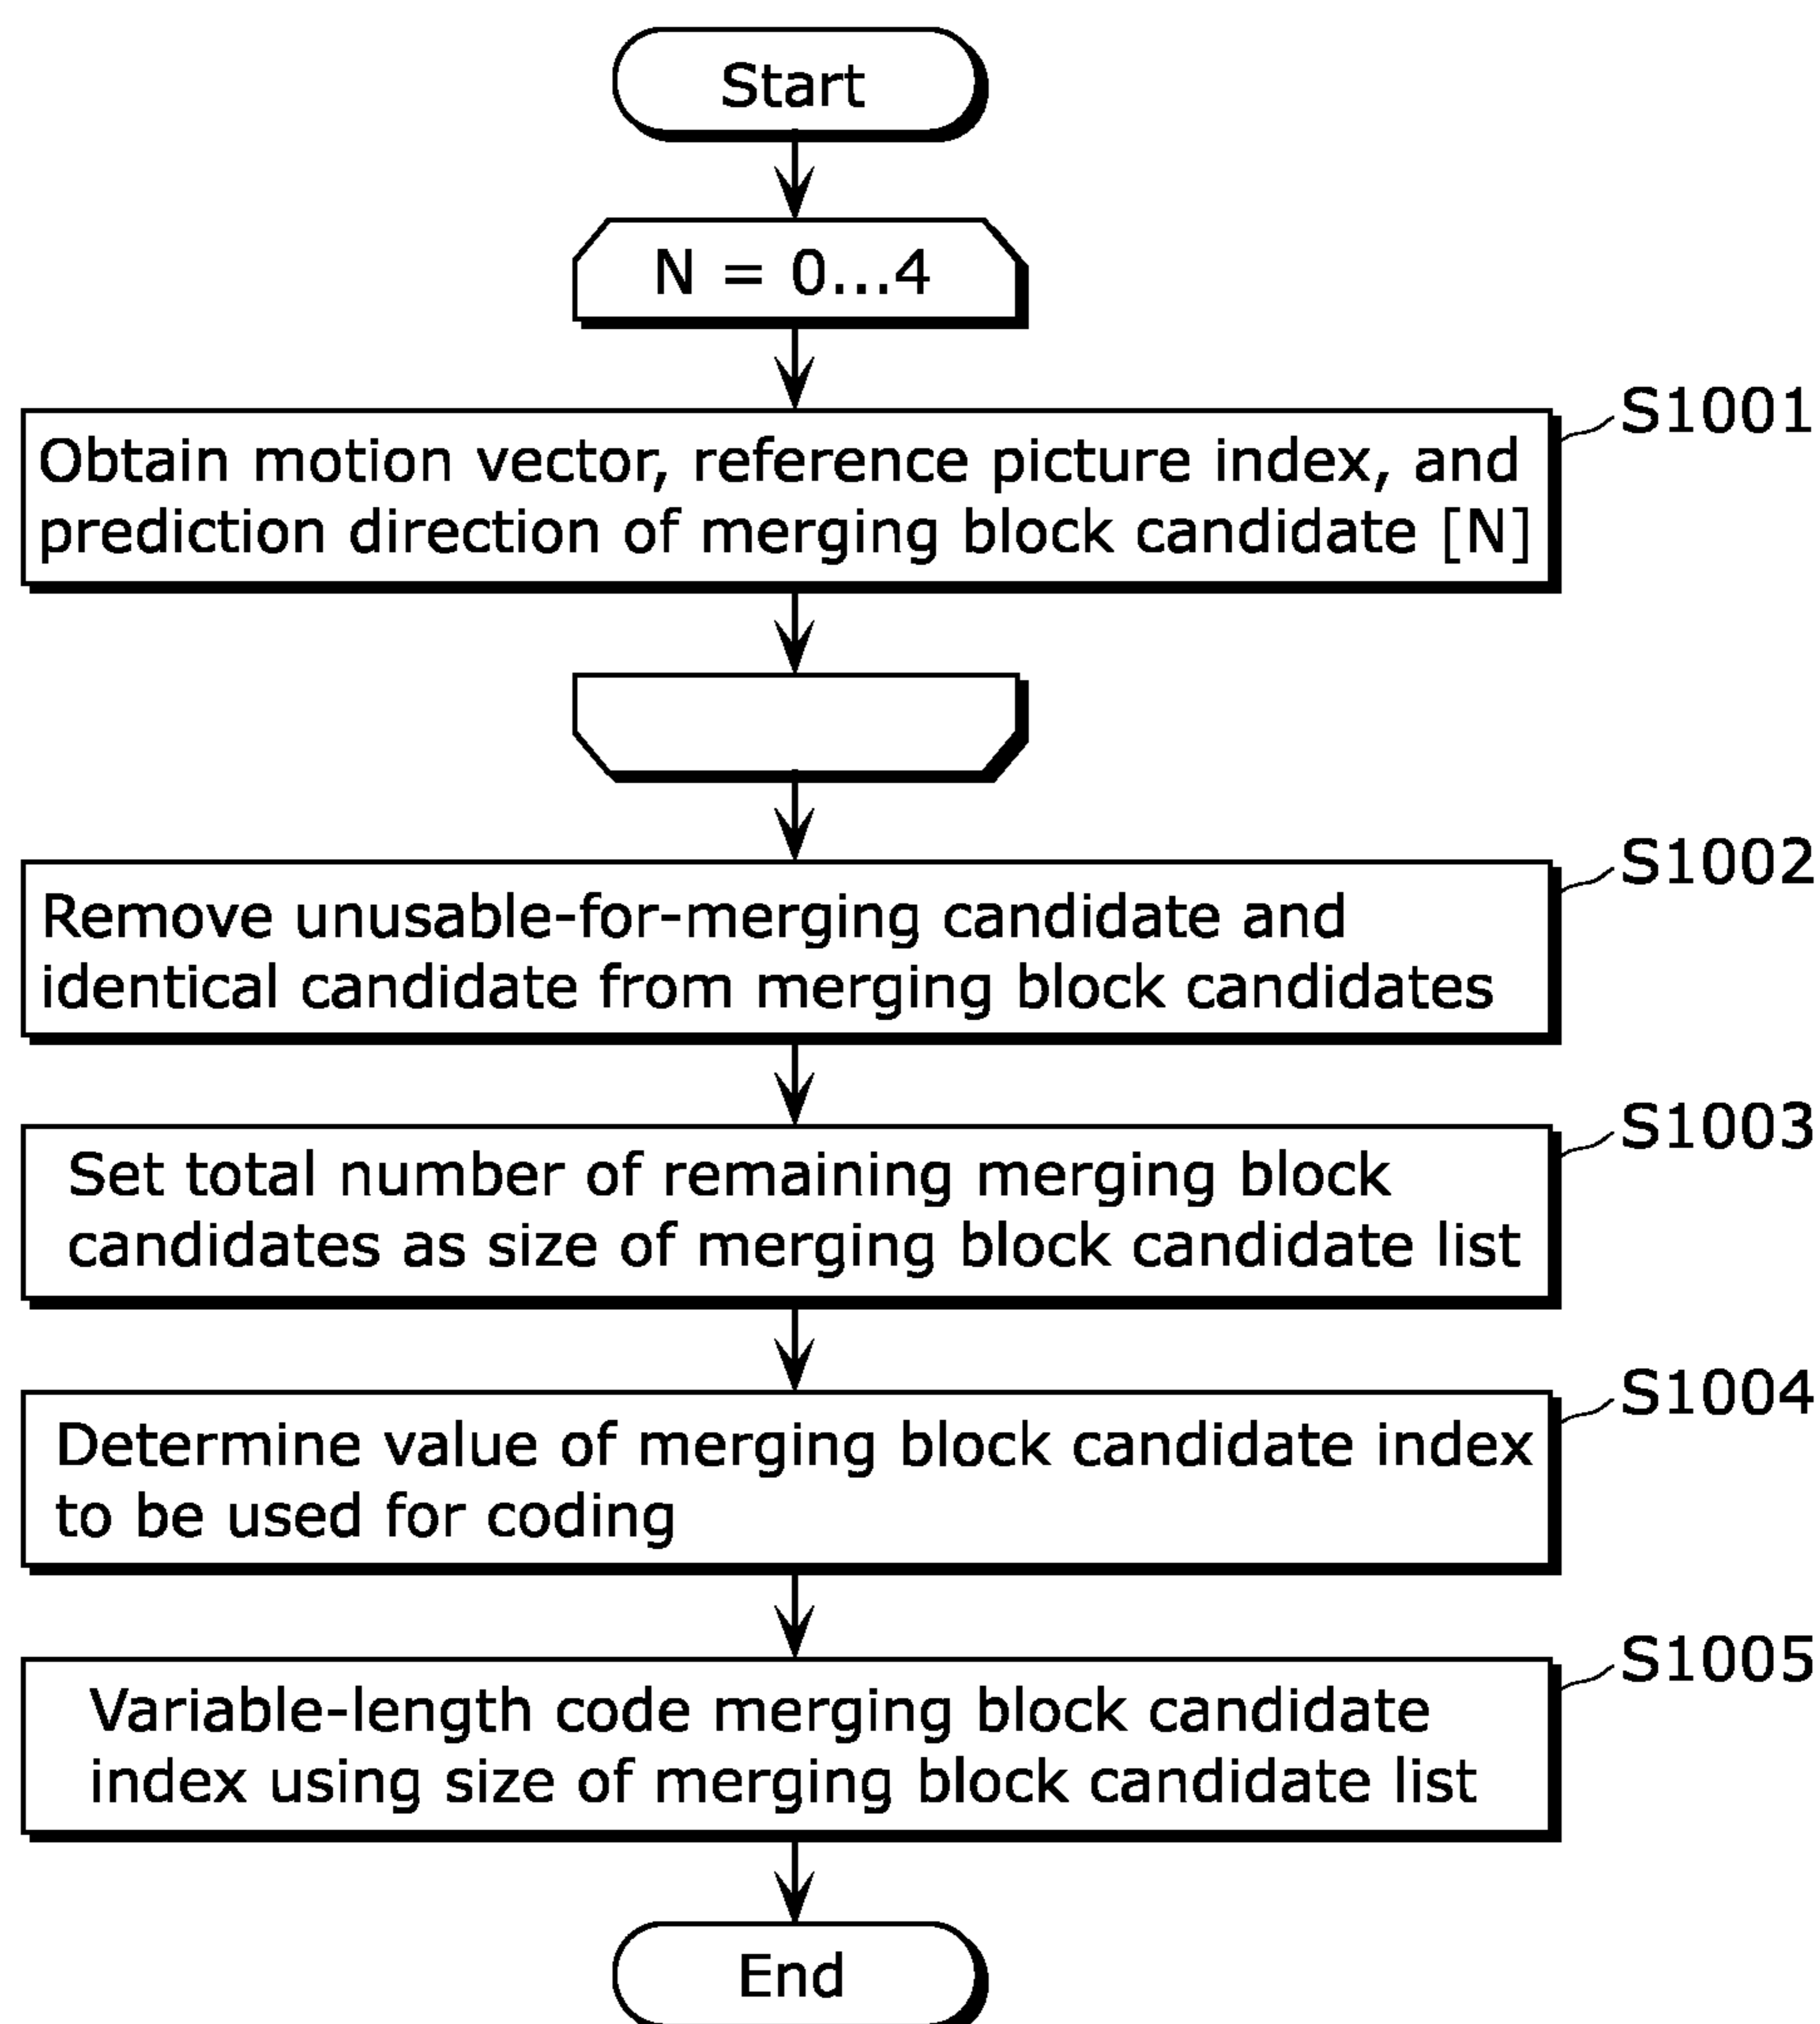 Start
N = 0...4
S1001
Obtain motion vector, reference picture index, and
prediction direction of merging block candidate [N]
S1002
Remove unusable-for-merging candidate and
identical candidate from merging block candidates
S1003
Set total number of remaining merging block
candidates as size of merging block candidate list
S1004
Determine value of merging block candidate index
to be used for coding
S1005
Variable-length code merging block candidate
index using size of merging block candidate list
End